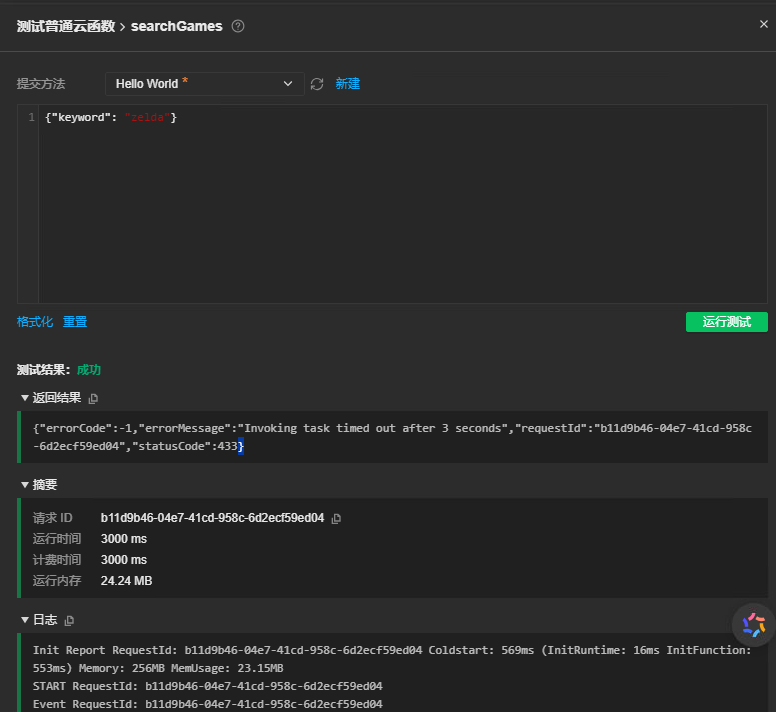 测试普通云函数 › searchGames
提交方法 Hello World * 新建
1 {"keyword": "zelda"}
格式化 重置
运行测试
测试结果：成功
▼ 返回结果
{"errorCode":-1,"errorMessage":"Invoking task timed out after 3 seconds","requestId":"b11d9b46-04e7-41cd-958c
-6d2ecf59ed04","statusCode":433}
▼ 摘要
请求 ID b11d9b46-04e7-41cd-958c-6d2ecf59ed04
运行时间 3000 ms
计费时间 3000 ms
运行内存 24.24 MB
▼ 日志
Init Report RequestId: b11d9b46-04e7-41cd-958c-6d2ecf59ed04 Coldstart: 569ms (InitRuntime: 16ms InitFunction:
553ms) Memory: 256MB MemUsage: 23.15MB
START RequestId: b11d9b46-04e7-41cd-958c-6d2ecf59ed04
Event RequestId: b11d9b46-04e7-41cd-958c-6d2ecf59ed04